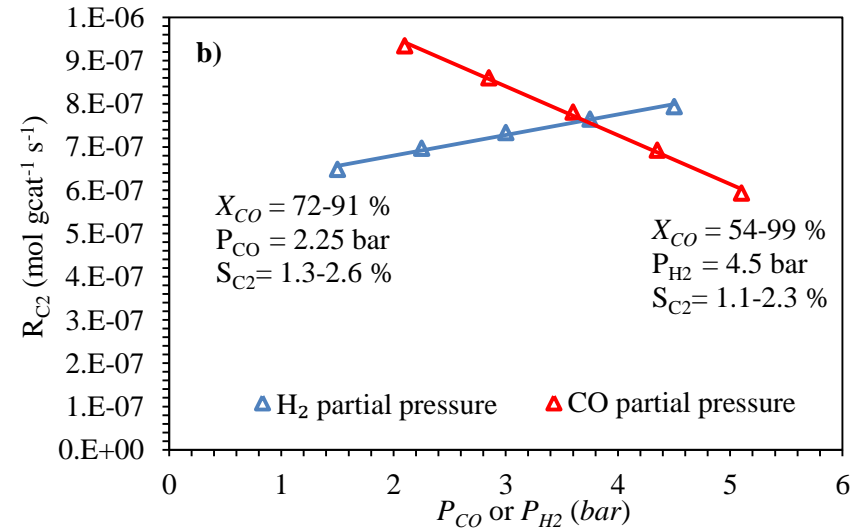 b)
R_C2 (mol gcat⁻¹ s⁻¹)
1.E-06
9.E-07
8.E-07
7.E-07
6.E-07
5.E-07
4.E-07
3.E-07
2.E-07
1.E-07
0.E+00
X_CO = 72-91 %
P_CO = 2.25 bar
S_C2= 1.3-2.6 %
X_CO = 54-99 %
P_H2 = 4.5 bar
S_C2= 1.1-2.3 %
H₂ partial pressure
CO partial pressure
0 1 2 3 4 5 6
P_CO or P_H2 (bar)